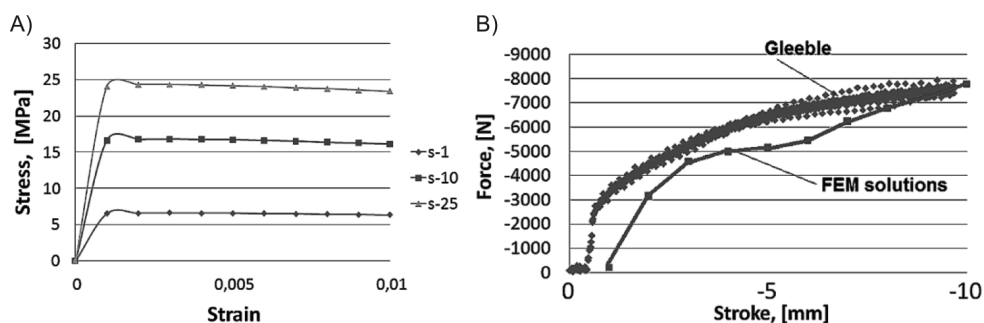 A)
30
25
20
15
10
5
0
Stress, [MPa]
0
0,005
0,01
Strain
s-1
s-10
s-25
B)
-9000
-8000
-7000
-6000
-5000
-4000
-3000
-2000
-1000
0
Force, [N]
Gleeble
FEM solutions
0
-5
-10
Stroke, [mm]